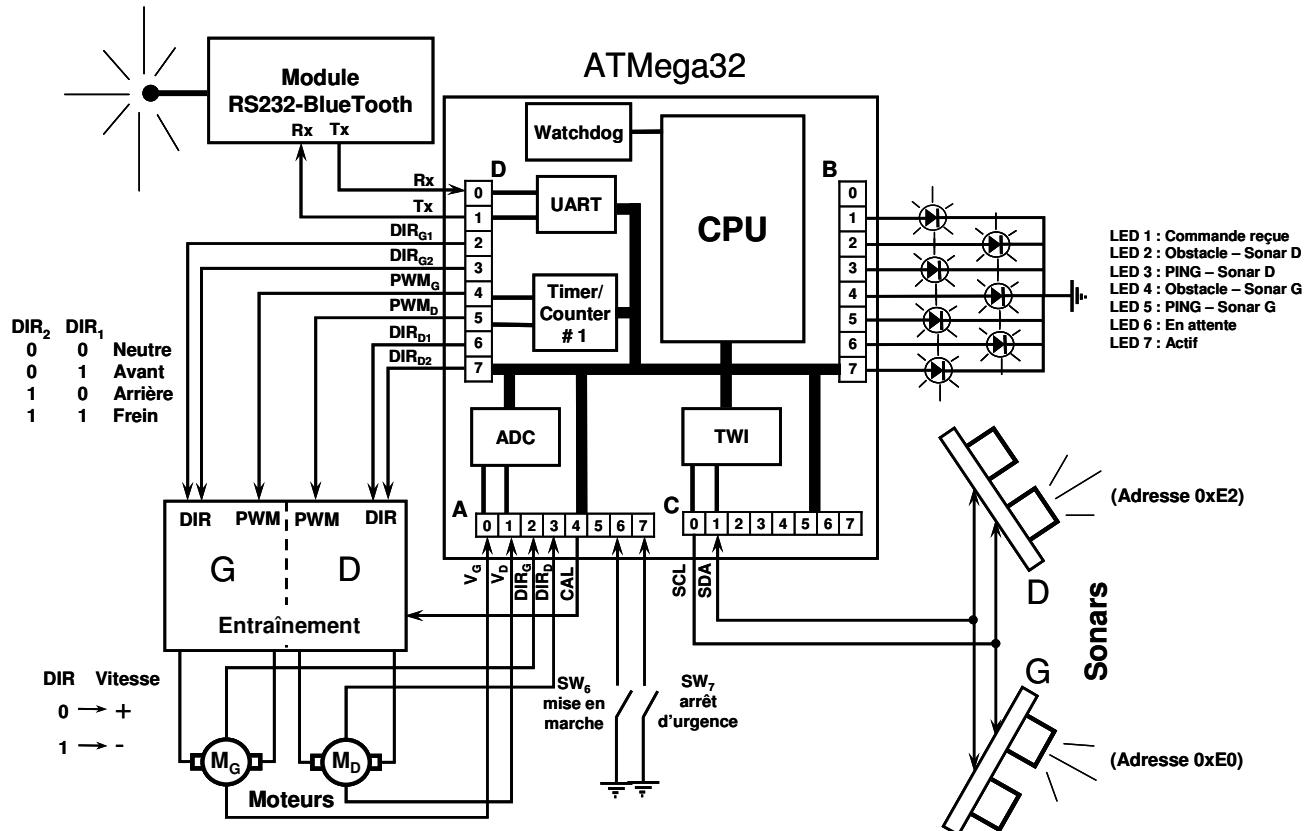 ATMega32
Module
RS232-BlueTooth
Rx Tx
Watchdog
CPU
D
0
1
2
3
4
5
6
7
UART
Timer/
Counter
# 1
Rx
Tx
DIRG1
DIRG2
PWMG
PWMD
DIRD1
DIRD2
B
0
1
2
3
4
5
6
7
LED 1 : Commande reçue
LED 2 : Obstacle – Sonar D
LED 3 : PING – Sonar D
LED 4 : Obstacle – Sonar G
LED 5 : PING – Sonar G
LED 6 : En attente
LED 7 : Actif
DIR2 DIR1
0 0 Neutre
0 1 Avant
1 0 Arrière
1 1 Frein
ADC
TWI
A
0 1 2 3 4 5 6 7
C
0 1 2 3 4 5 6 7
VG
VD
DIRG
DIRD
CAL
SCL
SDA
DIR PWM PWM DIR
G D
Entraînement
DIR Vitesse
0 → +
1 → -
MG
MD
Moteurs
SW6
mise en
marche
SW7
arrêt
d'urgence
(Adresse 0xE2)
D
Sonars
G
(Adresse 0xE0)